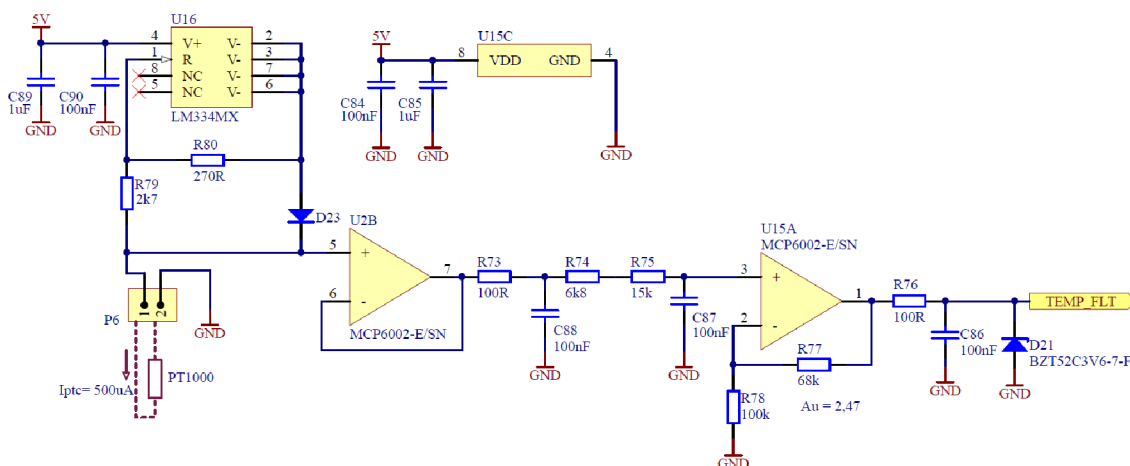 5V
U16
4
V+
V-
2
1
R
V-
3
8
NC
V-
7
5
NC
V-
6
LM334MX
C89
1uF
GND
C90
100nF
GND
5V
U15C
8
VDD
GND
4
C84
100nF
GND
C85
1uF
GND
GND
R80
270R
R79
2k7
D23
U2B
5
+
7
6
-
MCP6002-E/SN
P6
1
2
GND
PT1000
Iptc= 500uA
R73
100R
R74
6k8
R75
15k
C88
100nF
GND
C87
100nF
GND
U15A
MCP6002-E/SN
3
+
1
2
-
R77
68k
R78
100k
GND
Au = 2,47
R76
100R
TEMP_FLT
C86
100nF
GND
D21
BZT52C3V6-7-F
GND